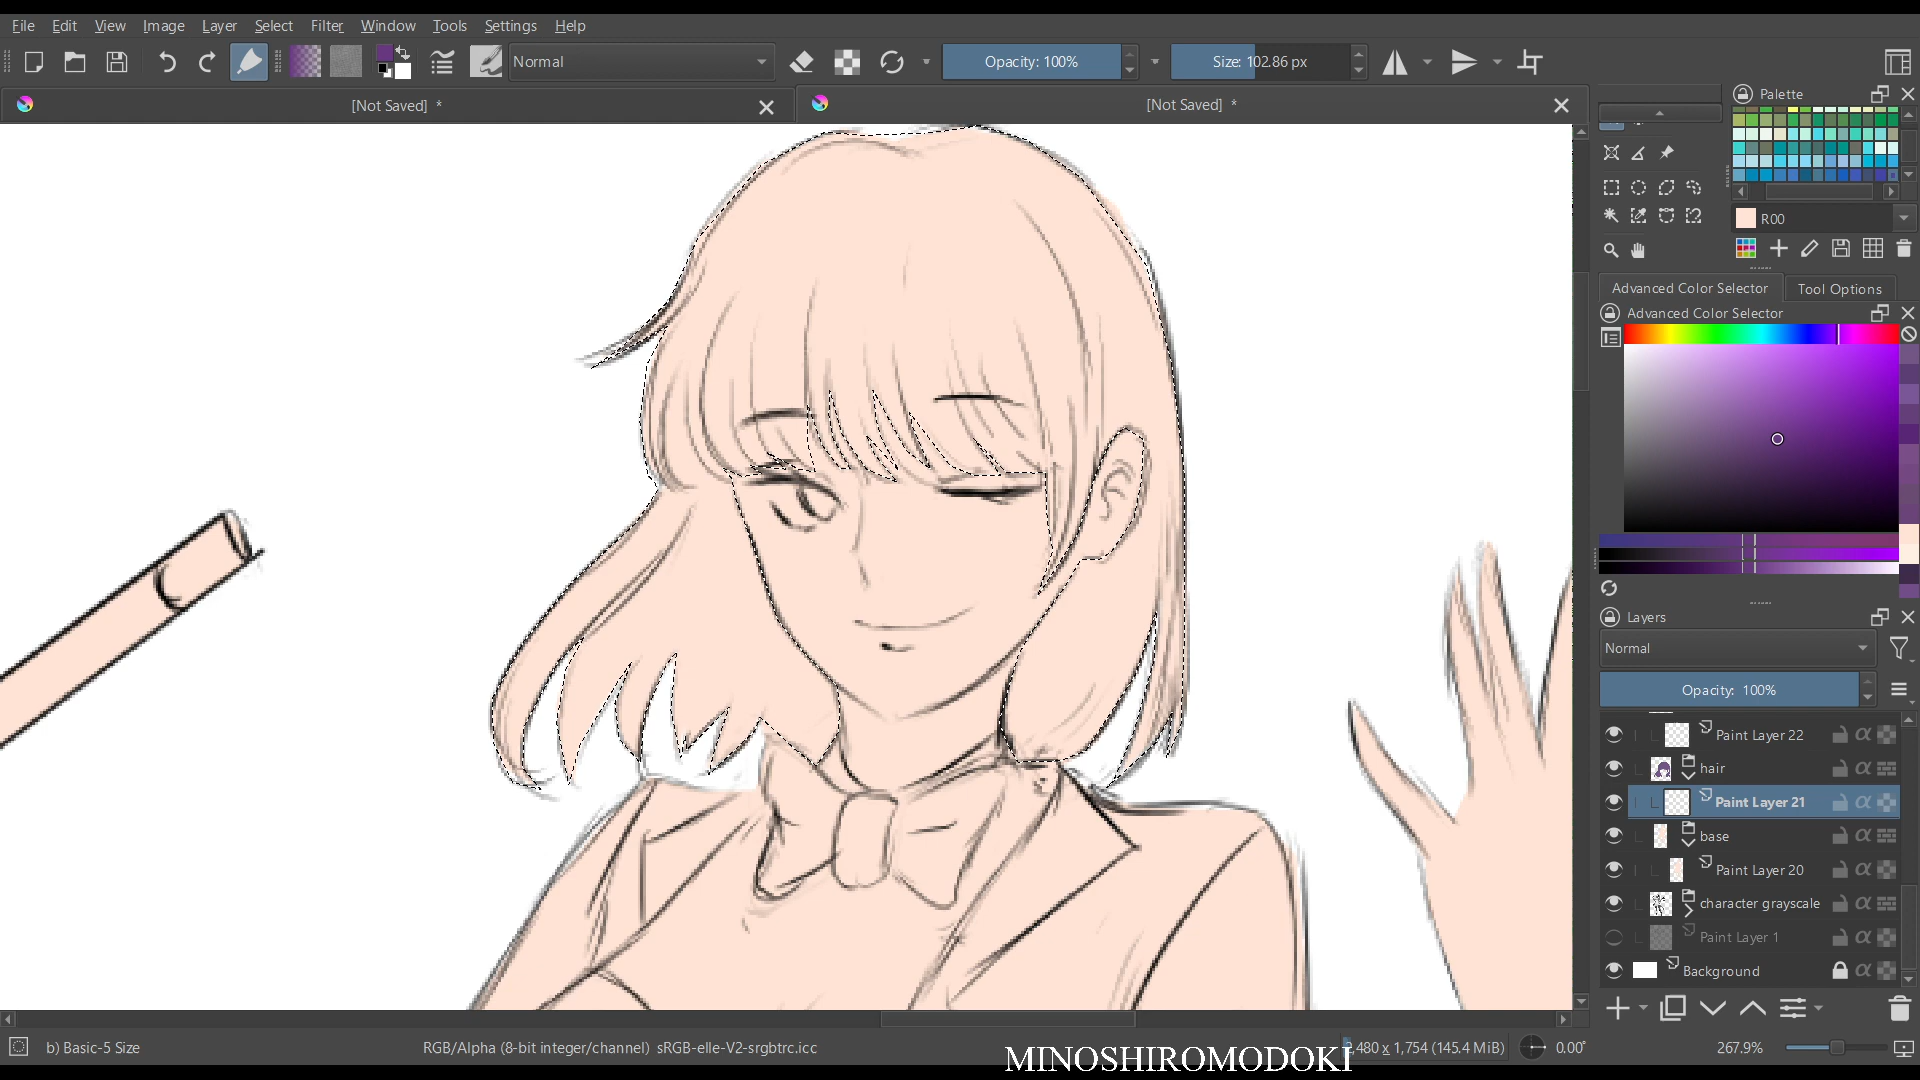 File Edit View Image Layer Select Filter Layer Window Tools Settings Help
Normal Opacity: 100% Size: 102.86 px
[Not Saved] * [Not Saved] *
Palette
R00
Advanced Color Selector Tool Options
Advanced Color Selector
Layers
Normal
Opacity: 100%
Paint Layer 22
hair
Paint Layer 21
base
Paint Layer 20
character grayscale
Paint Layer 1
Background
b) Basic-5 Size RGB/Alpha (8-bit integer/channel) sRGB-elle-V2-srgbtrc.icc 2,480 x 1,754 (145.4 MiB) 0.00° 267.9%
MINOSHIROMODOKI